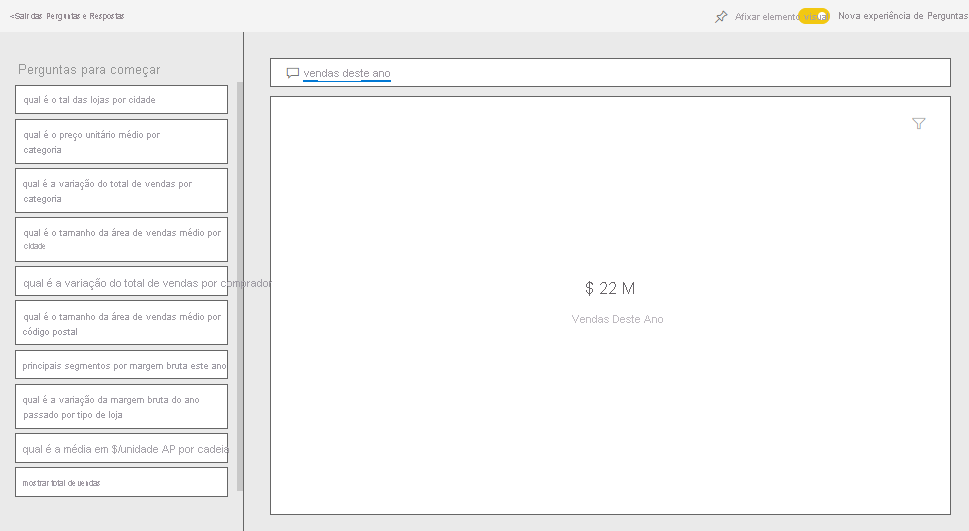 <Sair das Perguntas e Respostas
Afixar elemento visual
Nova experiência de Perguntas
Perguntas para começar
vendas deste ano
qual é o tal das lojas por cidade
qual é o preço unitário médio por
categoria
qual é a variação do total de vendas por
categoria
qual é o tamanho da área de vendas médio por
cidade
qual é a variação do total de vendas por comprador
qual é o tamanho da área de vendas médio por
código postal
principais segmentos por margem bruta este ano
qual é a variação da margem bruta do ano
passado por tipo de loja
qual é a média em $/unidade AP por cadeia
mostrar total de vendas
$ 22 M
Vendas Deste Ano